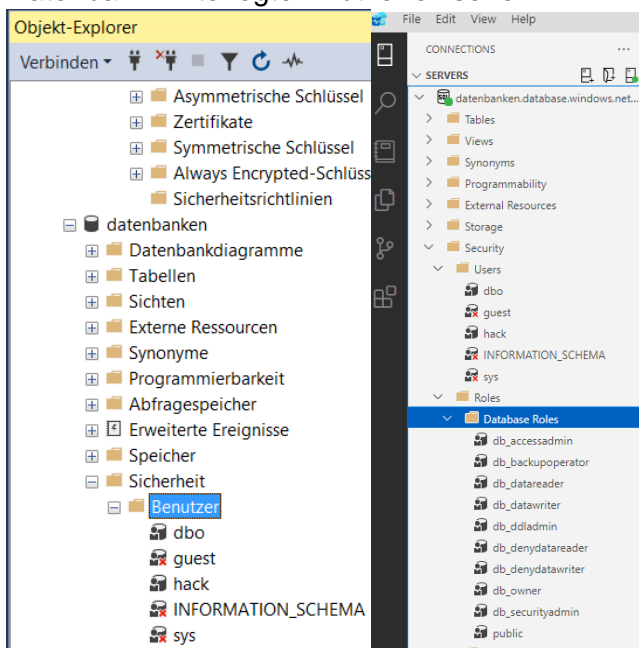 Objekt-Explorer
Verbinden
Asymmetrische Schlüssel
Zertifikate
Symmetrische Schlüssel
Always Encrypted-Schlüss
Sicherheitsrichtlinien
datenbanken
Datenbankdiagramme
Tabellen
Sichten
Externe Ressourcen
Synonyme
Programmierbarkeit
Abfragespeicher
Erweiterte Ereignisse
Speicher
Sicherheit
Benutzer
dbo
guest
hack
INFORMATION_SCHEMA
sys
File Edit View Help
CONNECTIONS ...
SERVERS
datenbanken.database.windows.net...
Tables
Views
Synonyms
Programmability
External Resources
Storage
Security
Users
dbo
guest
hack
INFORMATION_SCHEMA
sys
Roles
Database Roles
db_accessadmin
db_backupoperator
db_datareader
db_datawriter
db_ddladmin
db_denydatareader
db_denydatawriter
db_owner
db_securityadmin
public